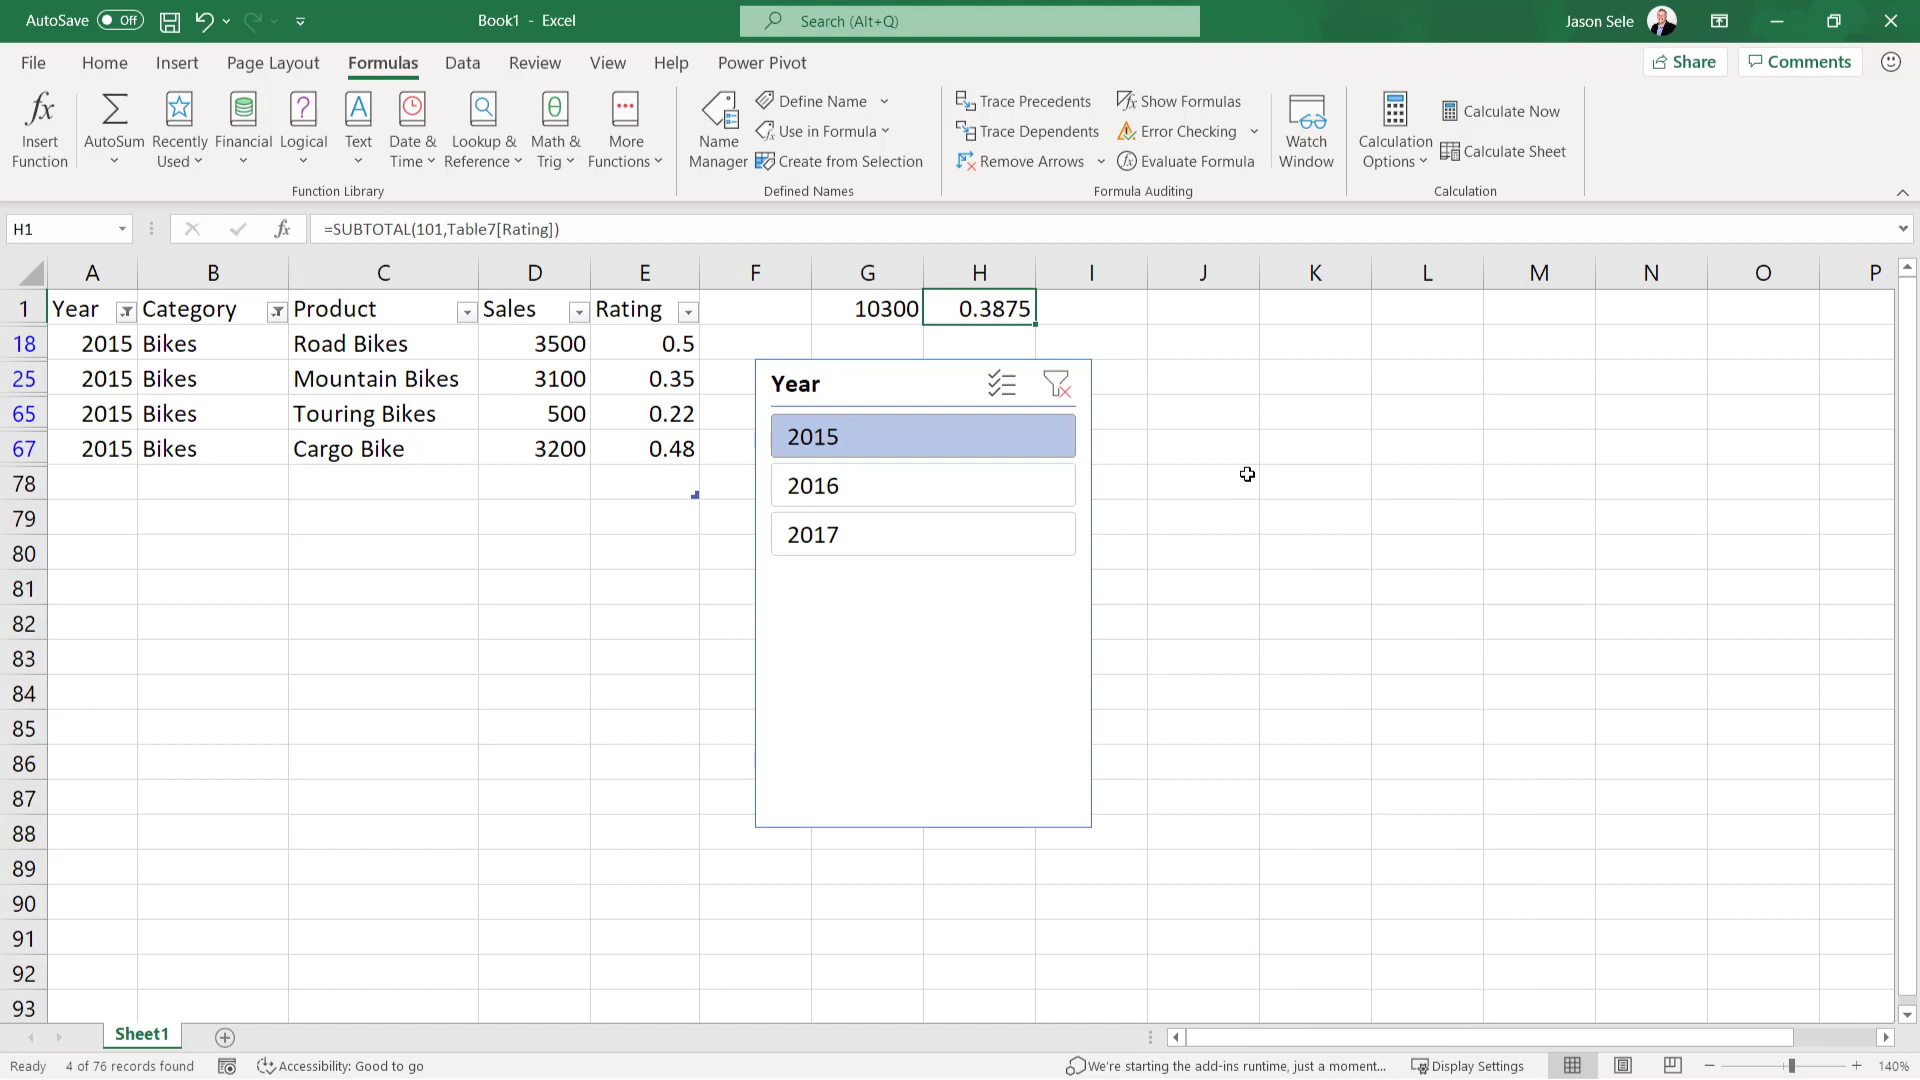 AutoSave Off Book1 - Excel Search (Alt+Q) Jason Sele
File Home Insert Page Layout Formulas Data Review View Help Power Pivot Share Comments
Insert Function
AutoSum
Recently Used
Financial
Logical
Text
Date & Time
Lookup & Reference
Math & Trig
More Functions
Function Library
Name Manager
Define Name
Use in Formula
Create from Selection
Defined Names
Trace Precedents
Trace Dependents
Remove Arrows
Show Formulas
Error Checking
Evaluate Formula
Formula Auditing
Watch Window
Calculation Options
Calculate Now
Calculate Sheet
Calculation
H1 fx =SUBTOTAL(101,Table7[Rating])
A B C D E F G H I J K L M N O P
1 Year Category Product Sales Rating 10300 0.3875
18 2015 Bikes Road Bikes 3500 0.5
25 2015 Bikes Mountain Bikes 3100 0.35
65 2015 Bikes Touring Bikes 500 0.22
67 2015 Bikes Cargo Bike 3200 0.48
78
79
80
81
82
83
84
85
86
87
88
89
90
91
92
93
Year
2015
2016
2017
Sheet1
Ready 4 of 76 records found Accessibility: Good to go We're starting the add-ins runtime, just a moment... Display Settings 140%